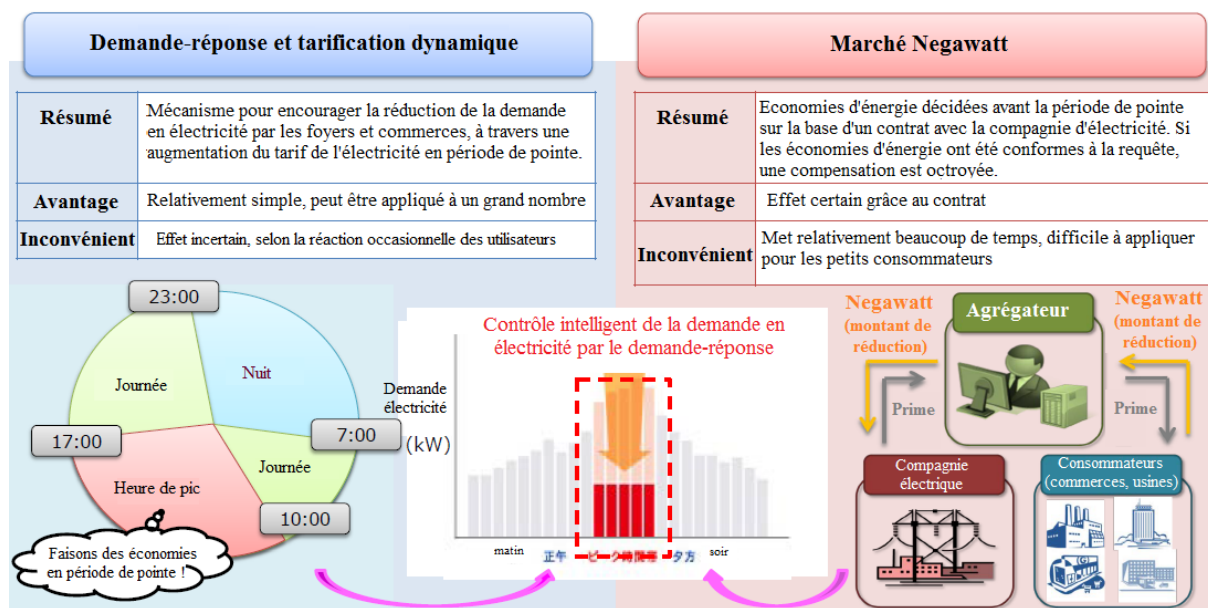 Demande-réponse et tarification dynamique
Résumé
Mécanisme pour encourager la réduction de la demande
en électricité par les foyers et commerces, à travers une
augmentation du tarif de l'électricité en période de pointe.
Avantage
Relativement simple, peut être appliqué à un grand nombre
Inconvénient
Effet incertain, selon la réaction occasionnelle des utilisateurs
Marché Negawatt
Résumé
Economies d'énergie décidées avant la période de pointe
sur la base d'un contrat avec la compagnie d'électricité. Si
les économies d'énergie ont été conformes à la requête,
une compensation est octroyée.
Avantage
Effet certain grâce au contrat
Inconvénient
Met relativement beaucoup de temps, difficile à appliquer
pour les petits consommateurs
23:00
Journée
Nuit
17:00
7:00
Journée
Heure de pic
10:00
Faisons des économies
en période de pointe !
Contrôle intelligent de la demande en
électricité par le demande-réponse
Demande
électricité
(kW)
matin
正午
ピーク時間帯
夕方
soir
Negawatt
(montant de
réduction)
Agrégateur
Negawatt
(montant de
réduction)
Prime
Prime
Compagnie
électrique
Consommateurs
(commerces, usines)